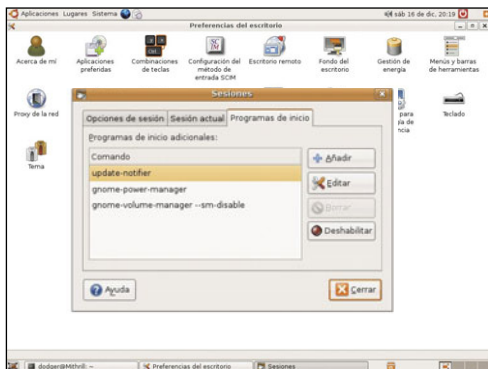 Aplicaciones Lugares Sistema sáb 16 de dic, 20:19
Preferencias del escritorio
Acerca de mí
Aplicaciones preferidas
Combinaciones de teclas
Configuración del método de entrada SCIM
Escritorio remoto
Fondo del escritorio
Gestión de energía
Menús y barras de herramientas
Proxy de la red
Teclado
Tema
Sesiones
Opciones de sesión Sesión actual Programas de inicio
Programas de inicio adicionales:
Comando
update-notifier
gnome-power-manager
gnome-volume-manager --sm-disable
Añadir
Editar
Borrar
Deshabilitar
Ayuda
Cerrar
dodger@Mithril: ~ Preferencias del escritorio Sesiones